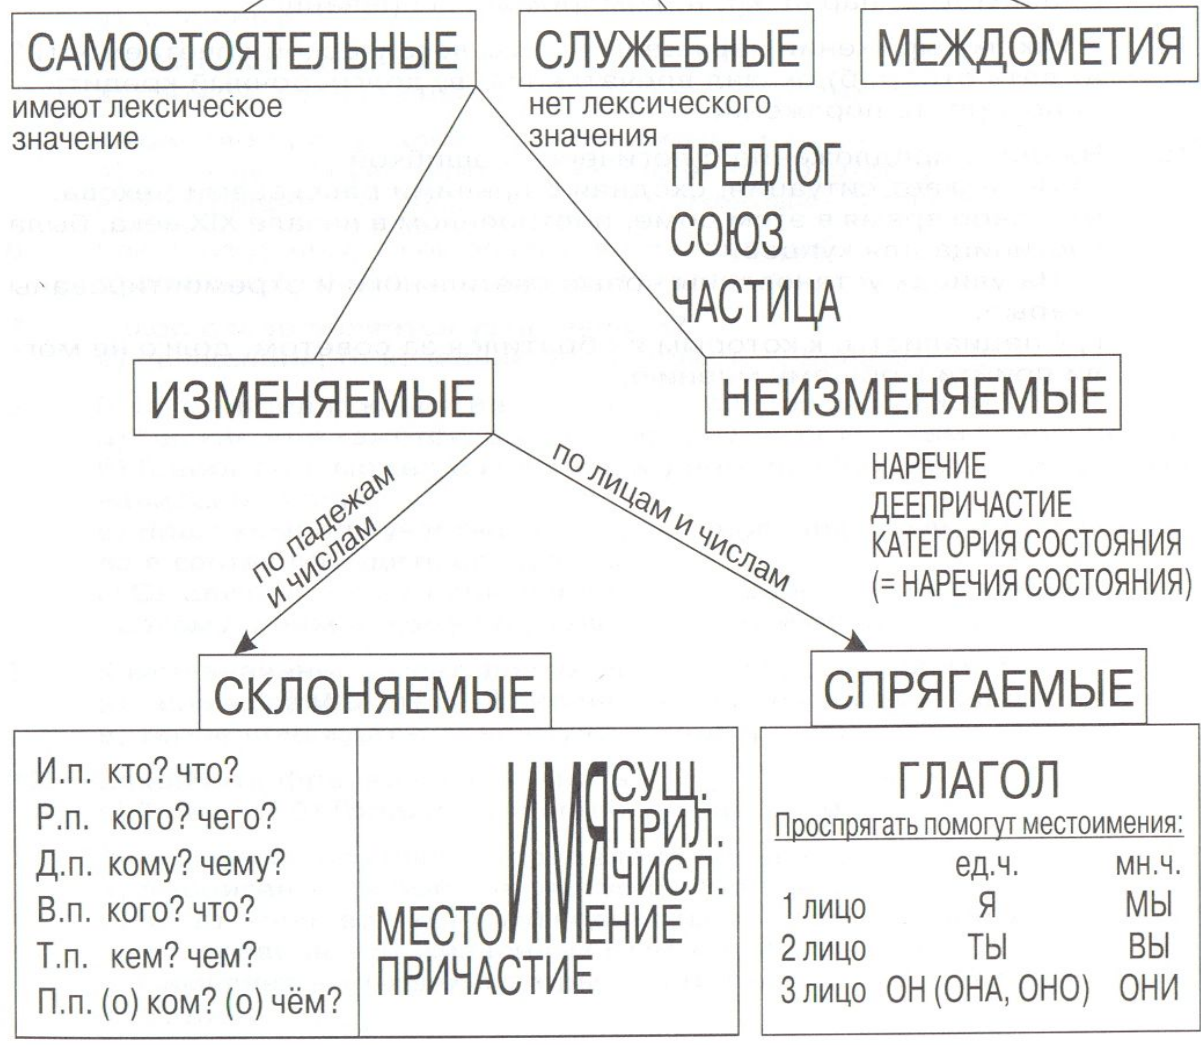 САМОСТОЯТЕЛЬНЫЕ
имеют лексическое
значение
СЛУЖЕБНЫЕ
нет лексического
значения
ПРЕДЛОГ
СОЮЗ
ЧАСТИЦА
МЕЖДОМЕТИЯ
ИЗМЕНЯЕМЫЕ
НЕИЗМЕНЯЕМЫЕ
НАРЕЧИЕ
ДЕЕПРИЧАСТИЕ
КАТЕГОРИЯ СОСТОЯНИЯ
(= НАРЕЧИЯ СОСТОЯНИЯ)
по падежам
и числам
по лицам и числам
СКЛОНЯЕМЫЕ
И.п. кто? что?
Р.п. кого? чего?
Д.п. кому? чему?
В.п. кого? что?
Т.п. кем? чем?
П.п. (о) ком? (о) чём?
ИМЯ
СУЩ.
ПРИЛ.
ЧИСЛ.
МЕСТОИМЕНИЕ
ПРИЧАСТИЕ
СПРЯГАЕМЫЕ
ГЛАГОЛ
Проспрягать помогут местоимения:
ед.ч. мн.ч.
1 лицо Я МЫ
2 лицо ТЫ ВЫ
3 лицо ОН (ОНА, ОНО) ОНИ